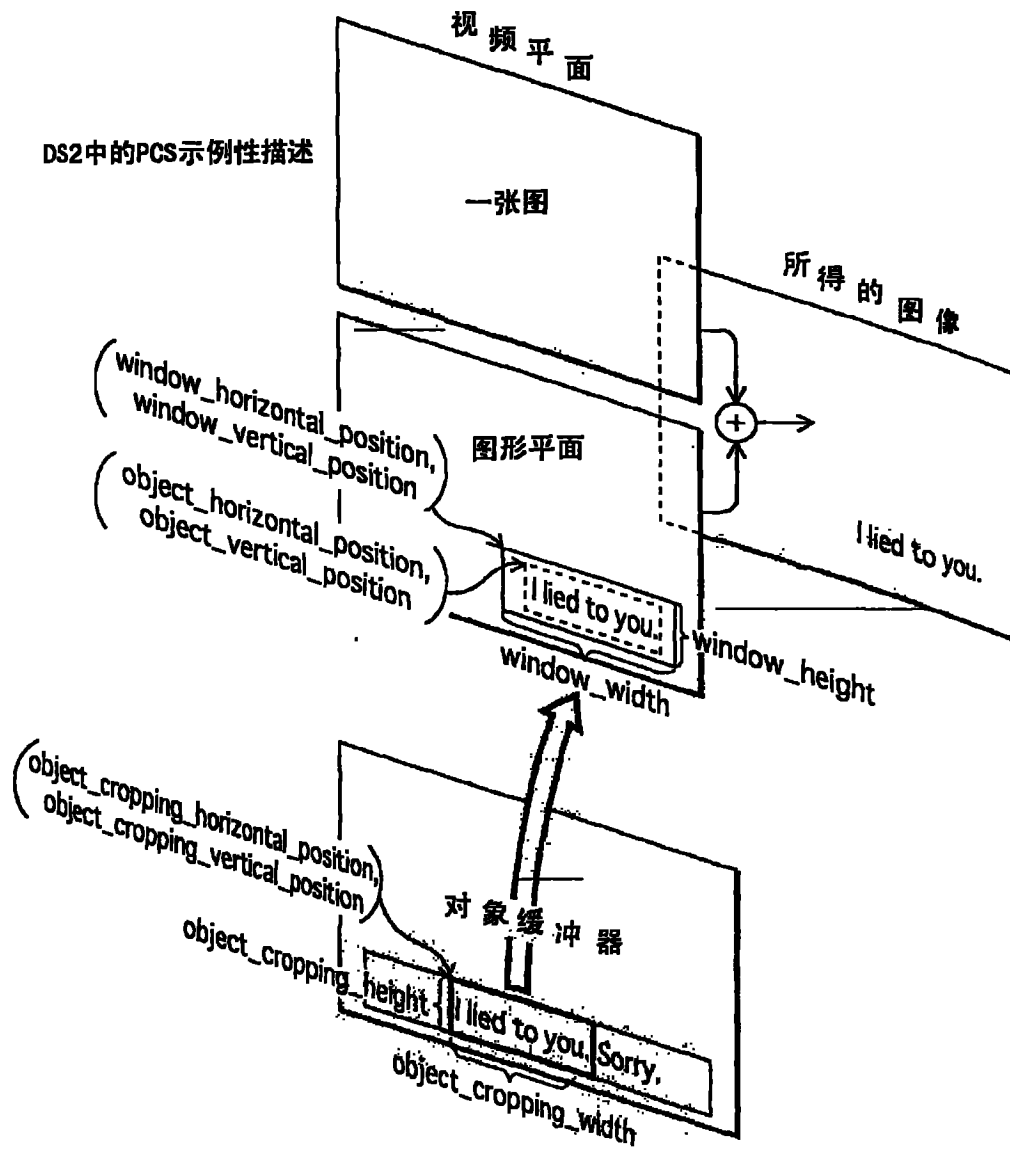 视频平面
DS2中的PCS示例性描述
一张图
所得的图像
window_horizontal_position,
window_vertical_position
图形平面
object_horizontal_position,
object_vertical_position
I lied to you.
I lied to you.
window_height
window_width
object_cropping_horizontal_position,
object_cropping_vertical_position
对象缓冲器
object_cropping_height
I lied to you. Sorry,
object_cropping_width